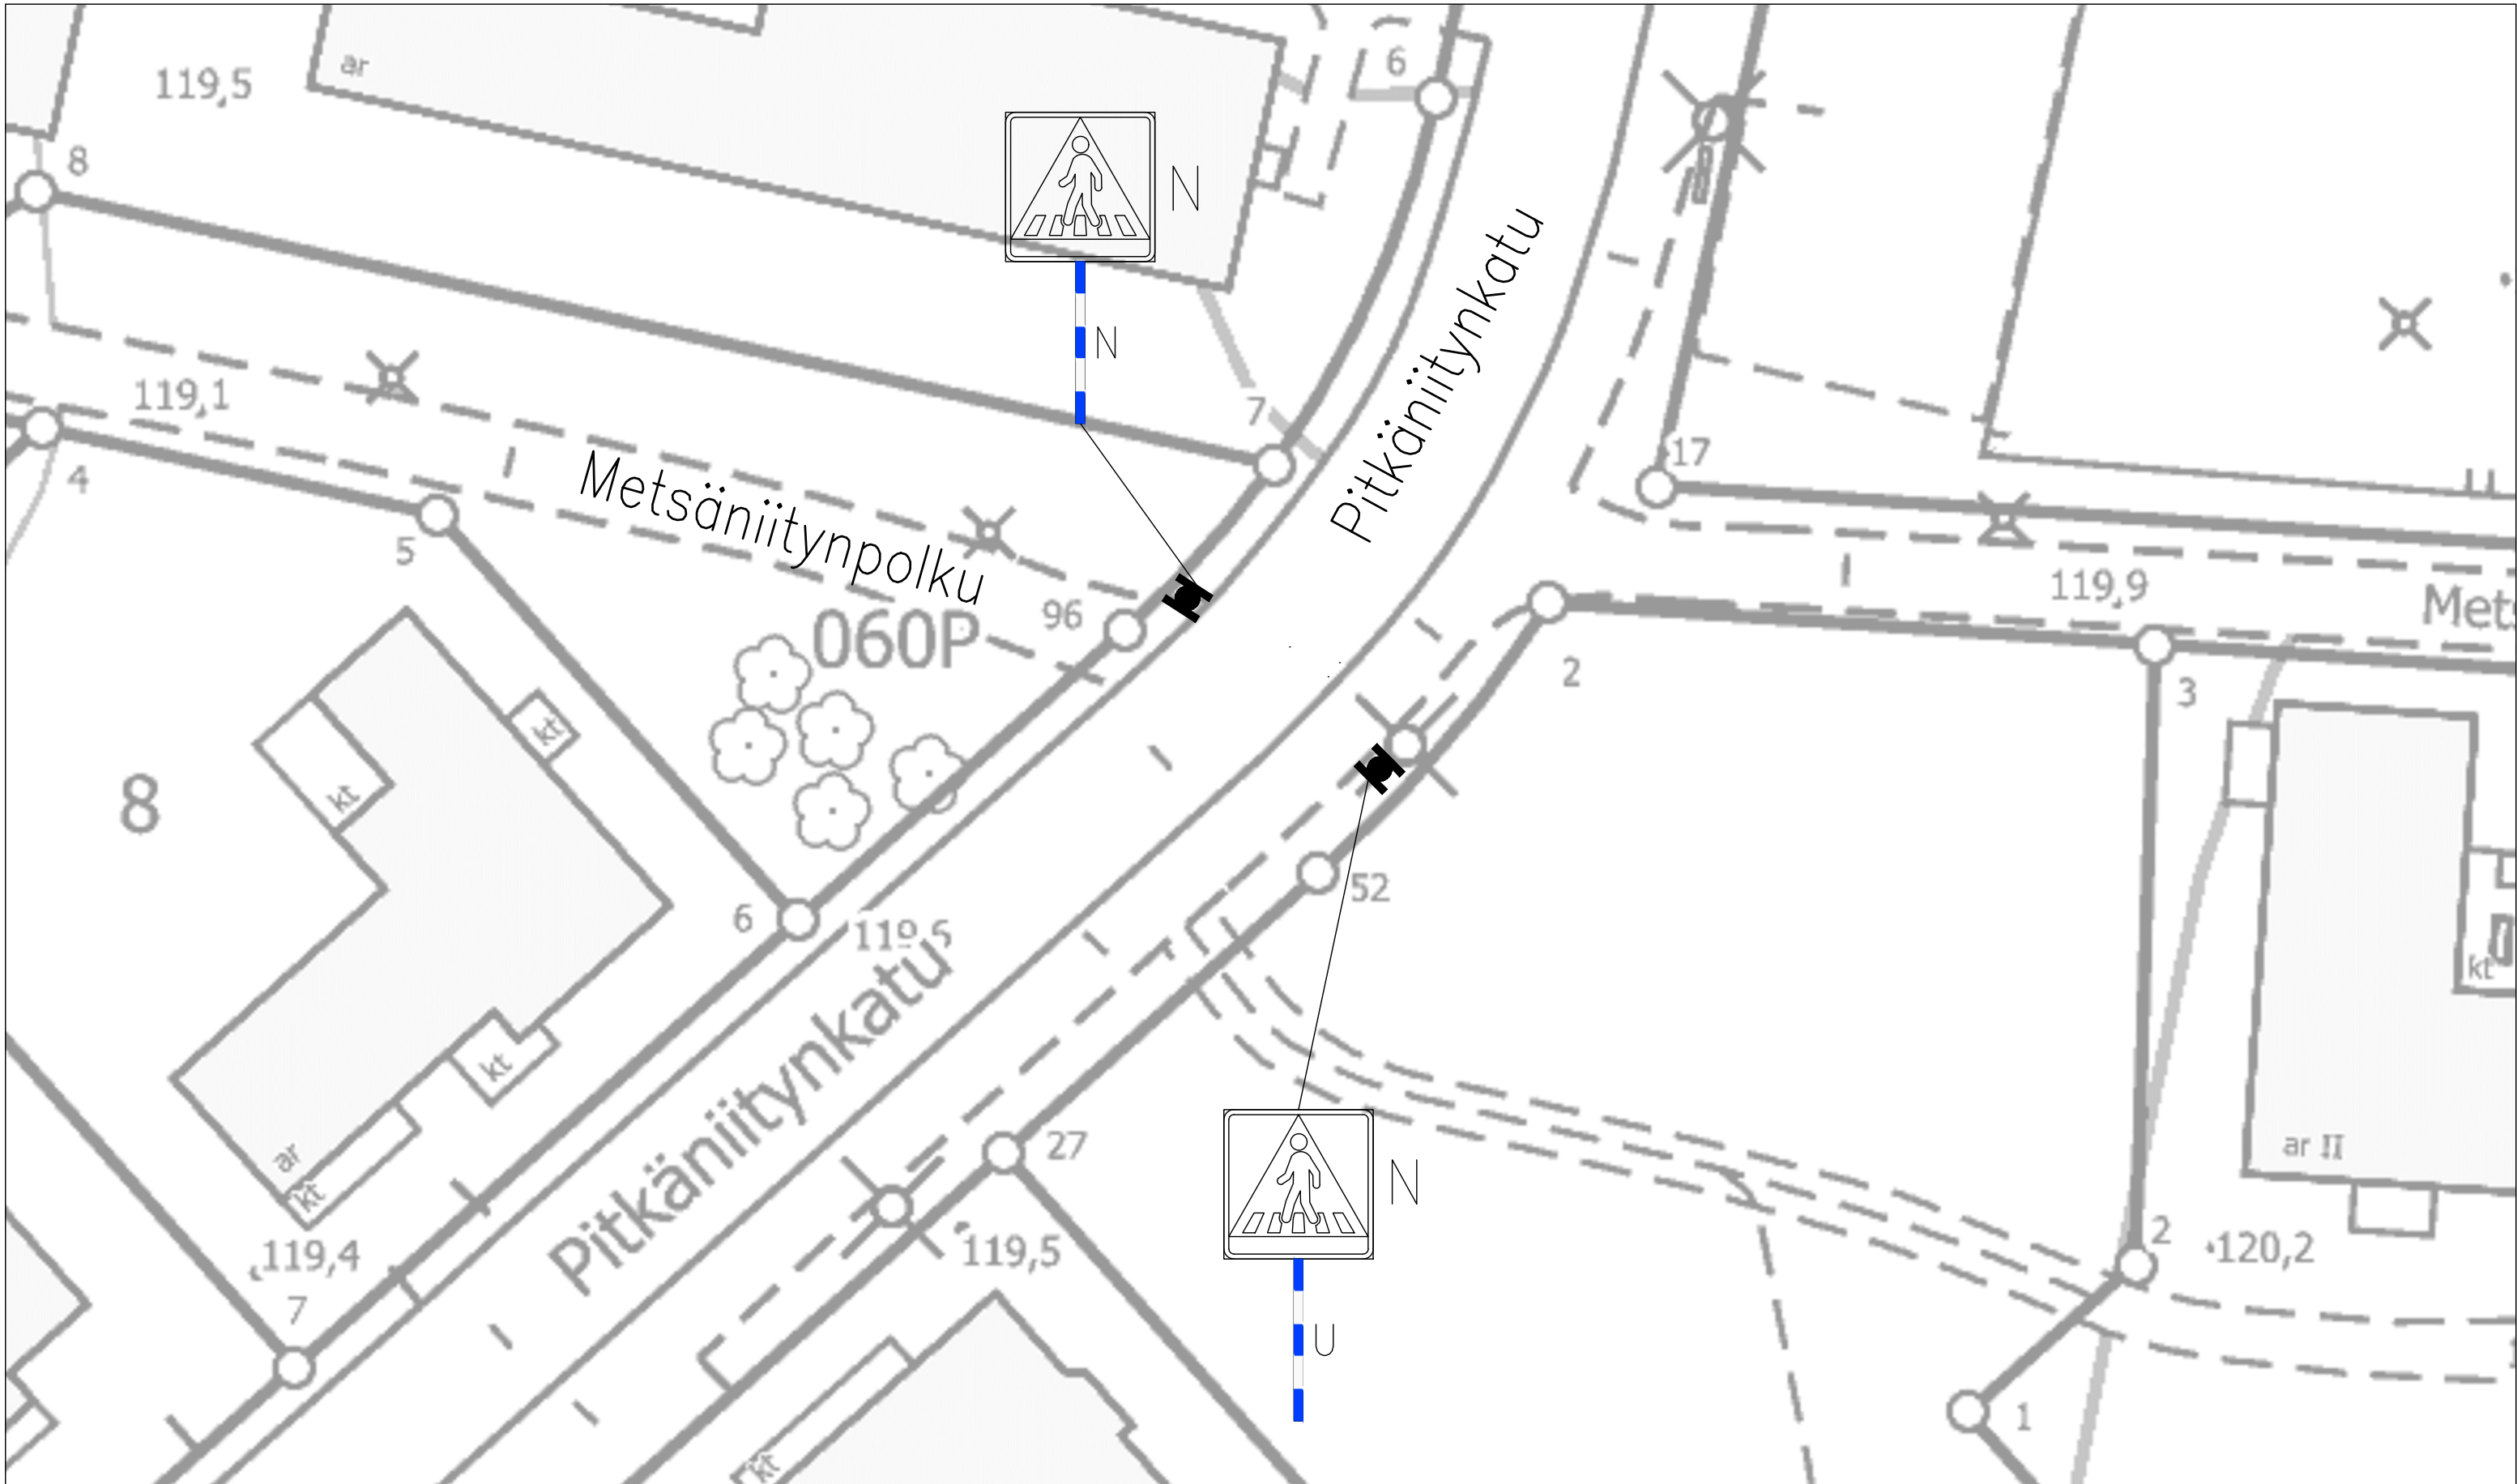 119,5
ar
6
8
N
N
Pitkäniitynkatu
119,1
4
7
17
Metsäniitynpolku
5
060P
96
119,9
2
3
8
kt
kt
52
6
Pitkäniitynkatu
27
kt
ar
kt
119,4
7
119,5
N
U
kt
ar II
2
120,2
1
kt